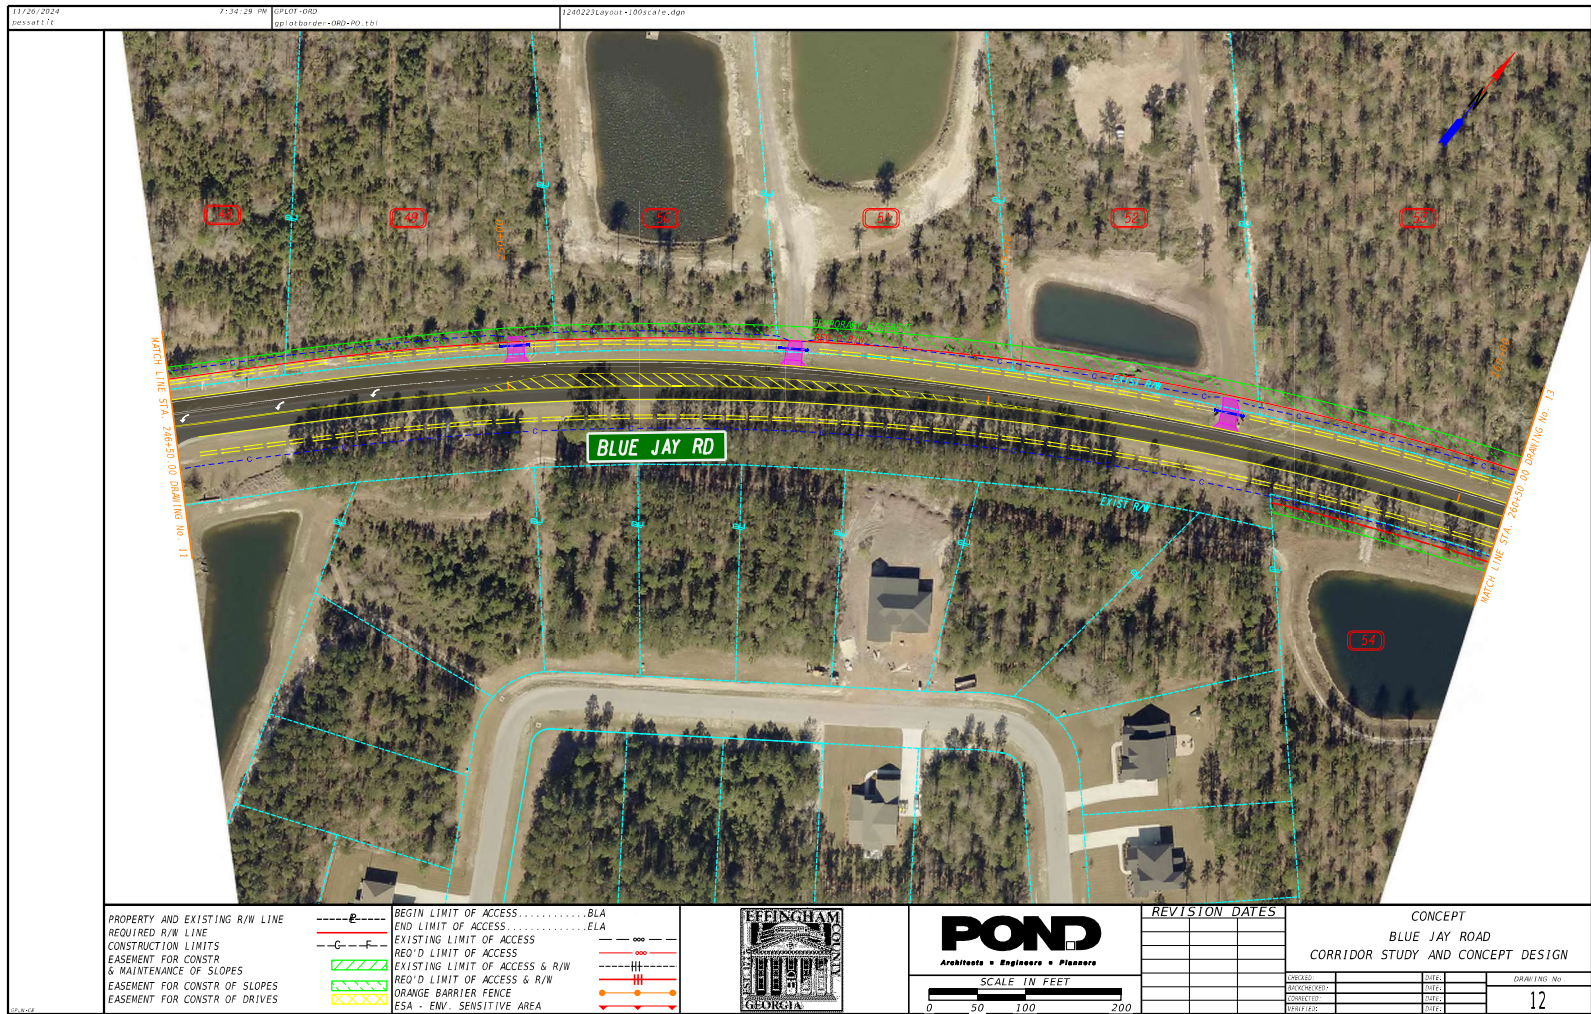 11/26/2024
7:34:29 PM
GPLOT-ORD
1240223Layout-100scale.dgn
pessattit
gplotborder-ORD-PO.tbl
N
49
50
51
52
53
MATCH LINE STA. 246+50.00 DRAWING No. 11
EXIST R/W
BLUE JAY RD
EXIST R/W
MATCH LINE STA. 260+50.00 DRAWING No. 13
54
PROPERTY AND EXISTING R/W LINE
REQUIRED R/W LINE
CONSTRUCTION LIMITS
C F
EASEMENT FOR CONSTR
& MAINTENANCE OF SLOPES
EASEMENT FOR CONSTR OF SLOPES
EASEMENT FOR CONSTR OF DRIVES
BEGIN LIMIT OF ACCESS............BLA
END LIMIT OF ACCESS..............ELA
EXISTING LIMIT OF ACCESS
REQ'D LIMIT OF ACCESS
EXISTING LIMIT OF ACCESS & R/W
REQ'D LIMIT OF ACCESS & R/W
ORANGE BARRIER FENCE
ESA - ENV. SENSITIVE AREA
EFFINGHAM
COUNTY
GEORGIA
POND
Architects ▪ Engineers ▪ Planners
SCALE IN FEET
0 50 100 200
REVISION DATES
CONCEPT
BLUE JAY ROAD
CORRIDOR STUDY AND CONCEPT DESIGN
CHECKED: DATE:
BACKCHECKED: DATE:
CORRECTED: DATE:
VERIFIED: DATE:
DRAWING No.
12